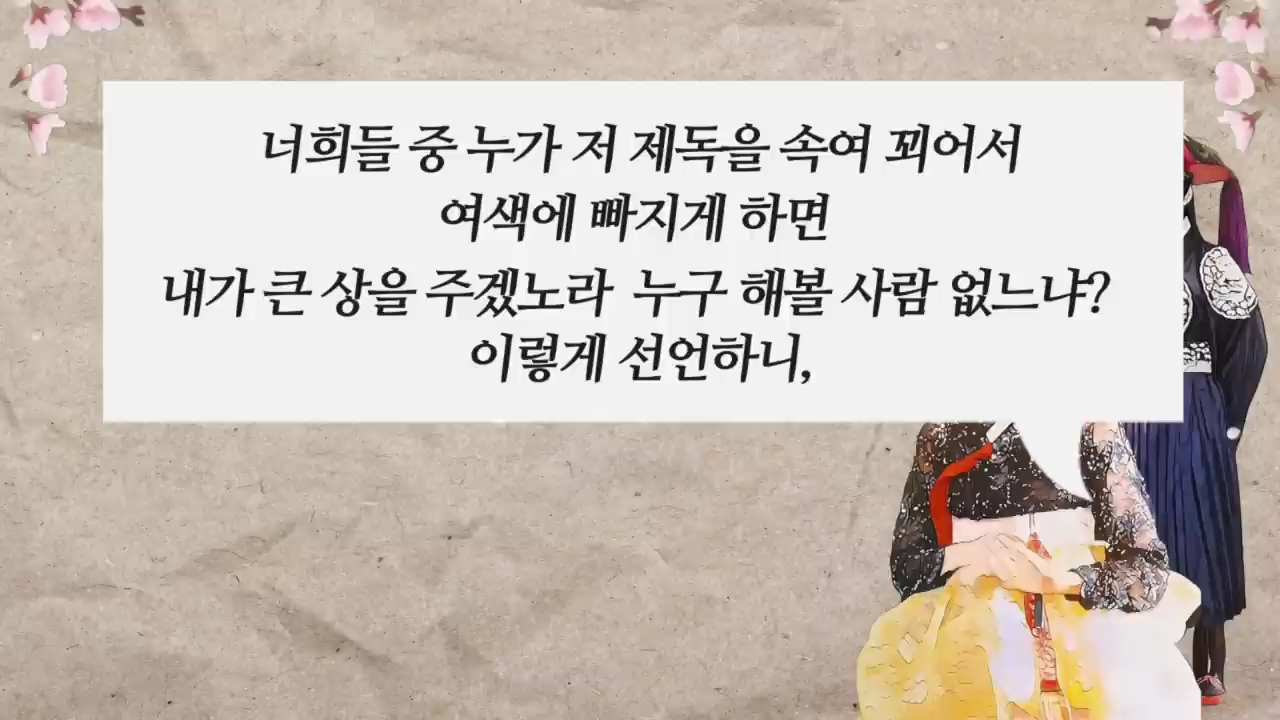 너희들 중 누가 저 제독을 속여 꾀어서
여색에 빠지게 하면
내가 큰 상을 주겠노라 누구 해볼 사람 없느냐?
이렇게 선언하니,